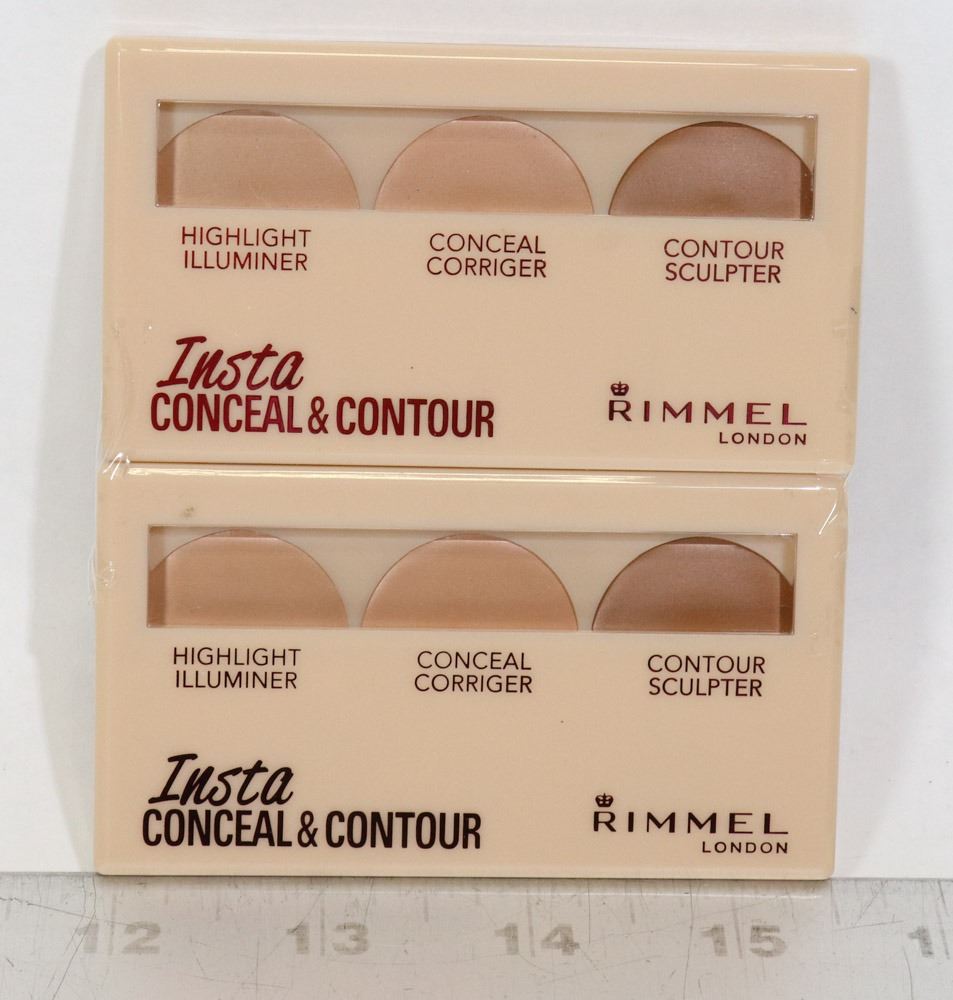 HIGHLIGHT
ILLUMINER
CONCEAL
CORRIGER
CONTOUR
SCULPTER
Insta
CONCEAL & CONTOUR
RIMMEL
LONDON
HIGHLIGHT
ILLUMINER
CONCEAL
CORRIGER
CONTOUR
SCULPTER
Insta
CONCEAL & CONTOUR
RIMMEL
LONDON
12 13 14 15 1